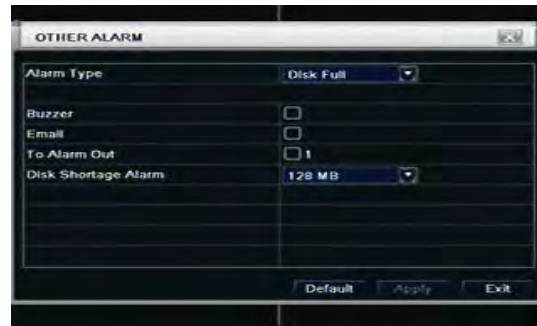 OTHER ALARM
Alarm Type Disk Full
Buzzer
Email
To Alarm Out 1
Disk Shortage Alarm 128 MB
Default Apply Exit